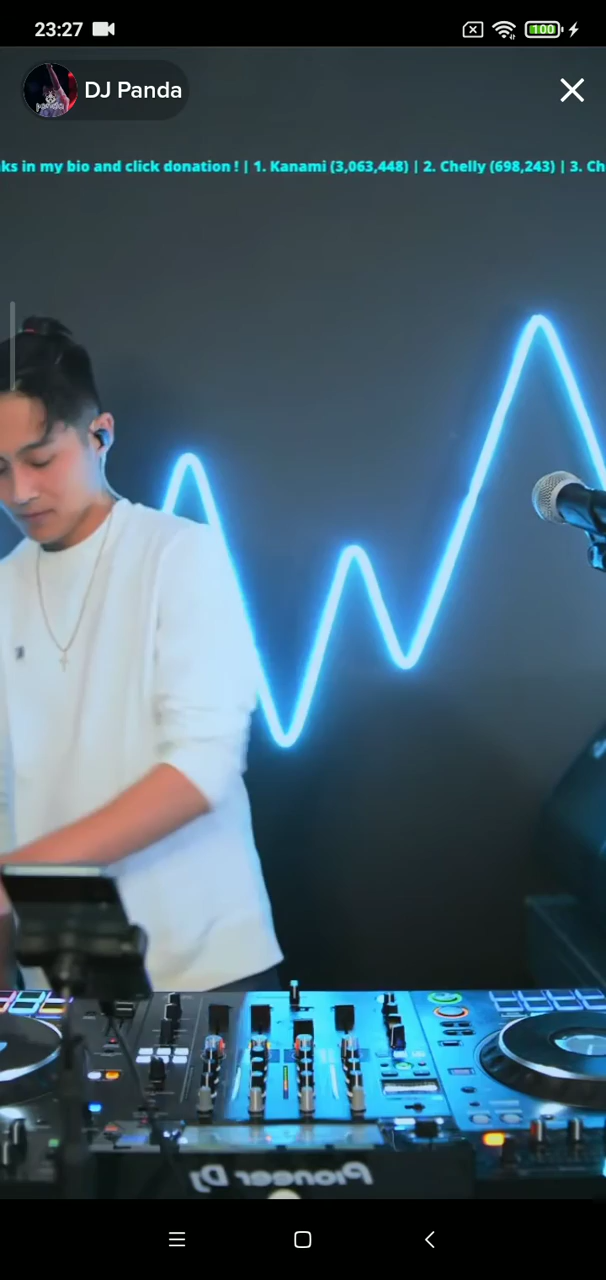 23:27
100
DJ Panda
ks in my bio and click donation ! | 1. Kanami (3,063,448) | 2. Chelly (698,243) | 3. Ch
Pioneer Dj